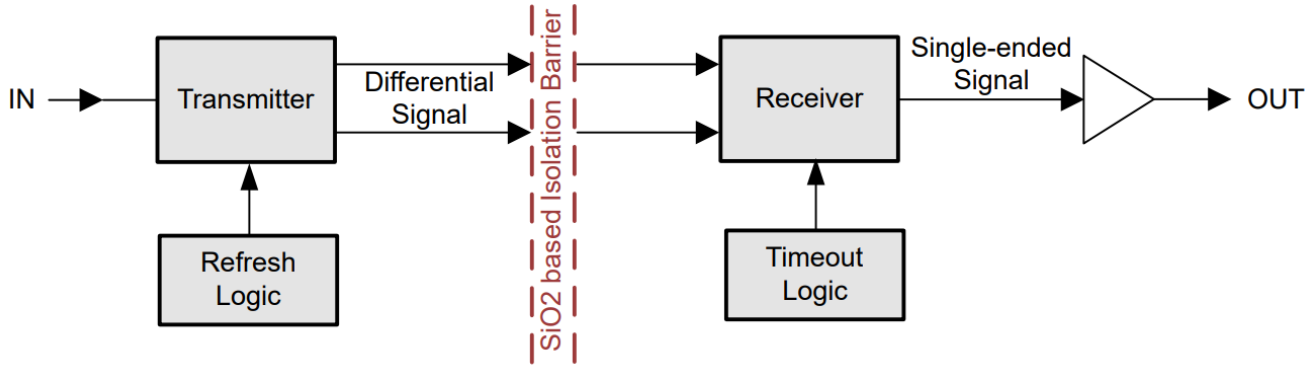 IN
Transmitter
Differential
Signal
SiO2 based Isolation Barrier
Receiver
Single-ended
Signal
OUT
Refresh
Logic
Timeout
Logic